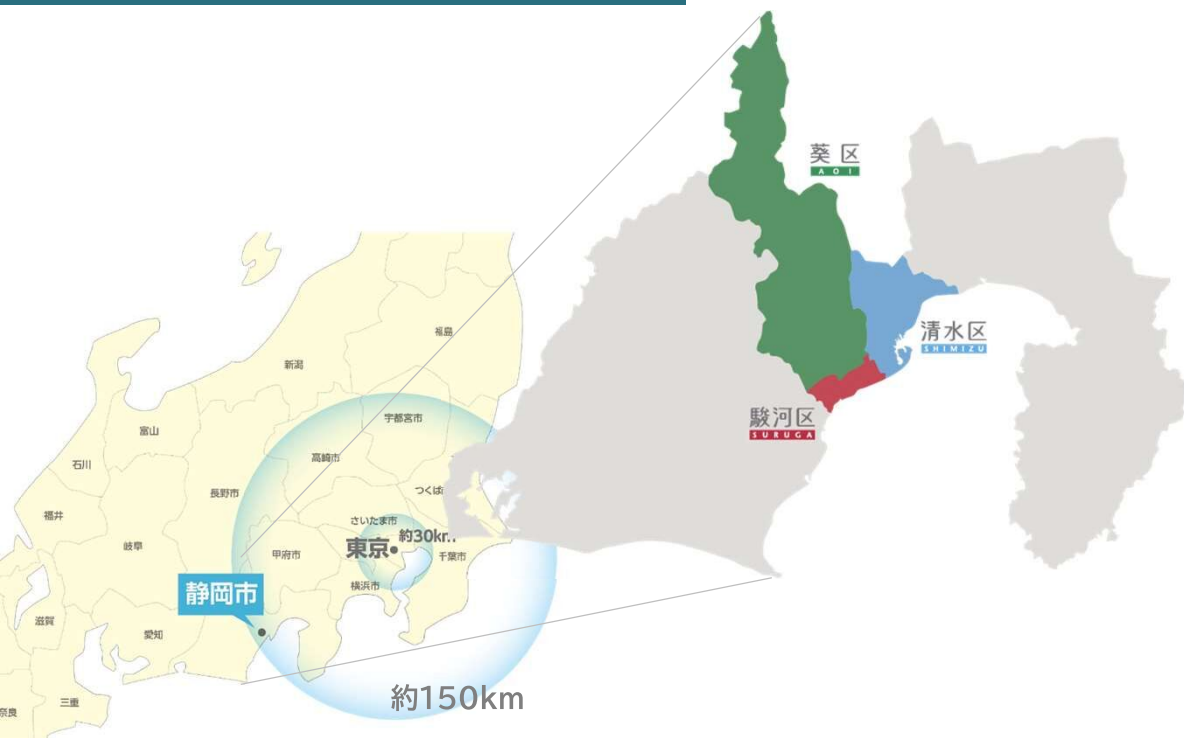 葵区
AOI
清水区
SHIMIZU
駿河区
SURUGA
福島
新潟
宇都宮市
富山
高崎市
石川
長野市
つくば
福井
さいたま市
約30km
岐阜
東京
甲府市
千葉市
横浜市
静岡市
滋賀
愛知
約150km
三重
奈良